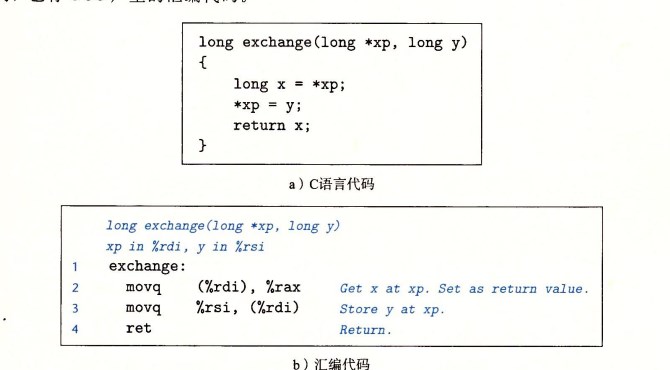 long exchange(long *xp, long y)
{
    long x = *xp;
    *xp = y;
    return x;
}
a）C语言代码
long exchange(long *xp, long y)
xp in %rdi, y in %rsi
1 exchange:
2 movq (%rdi), %rax Get x at xp. Set as return value.
3 movq %rsi, (%rdi) Store y at xp.
4 ret Return.
b）汇编代码